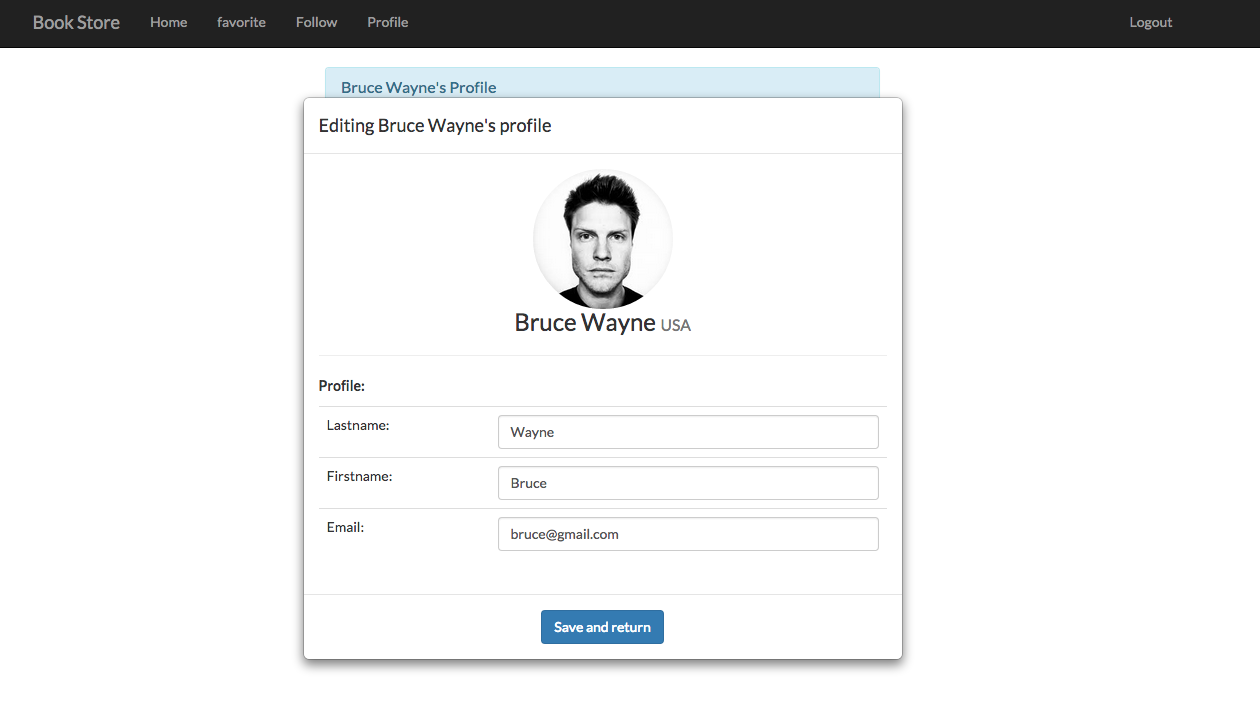 Book Store Home favorite Follow Profile Logout
Bruce Wayne's Profile
Editing Bruce Wayne's profile
Bruce Wayne USA
Profile:
Lastname: Wayne
Firstname: Bruce
Email: bruce@gmail.com
Save and return